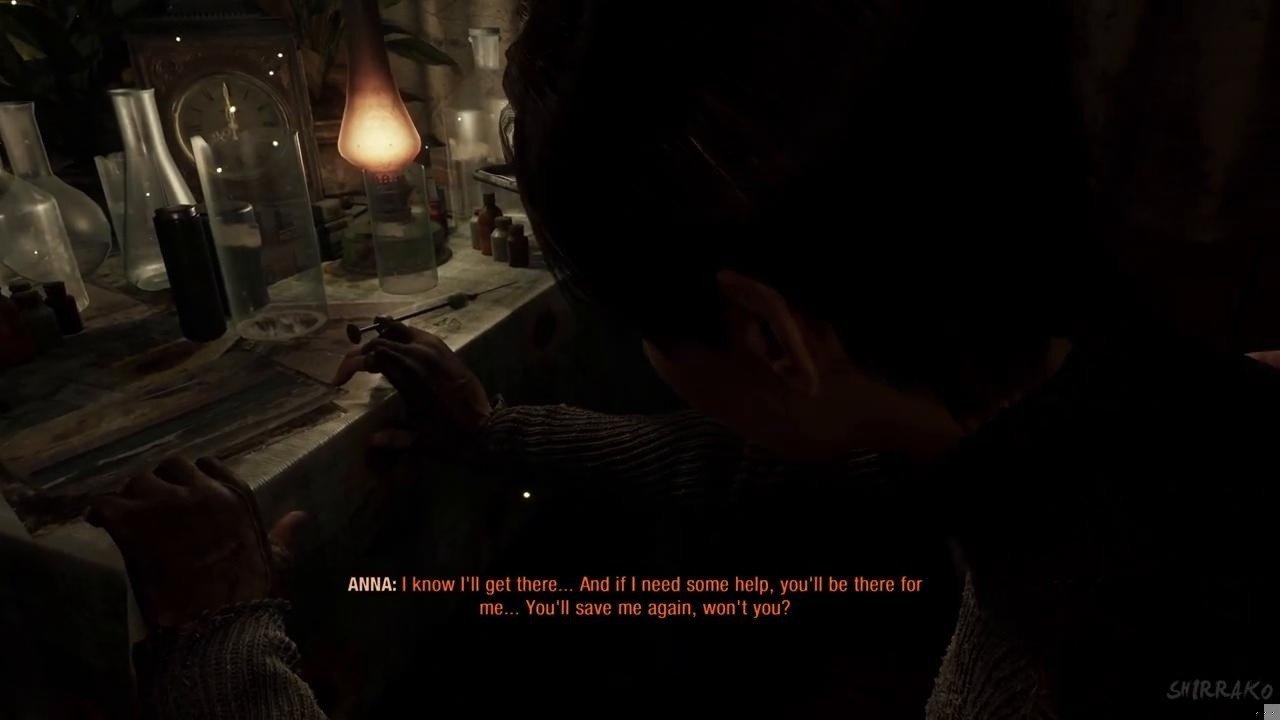 ANNA: I know I'll get there... And if I need some help, you'll be there for
me... You'll save me again, won't you?
SHIRRAKO